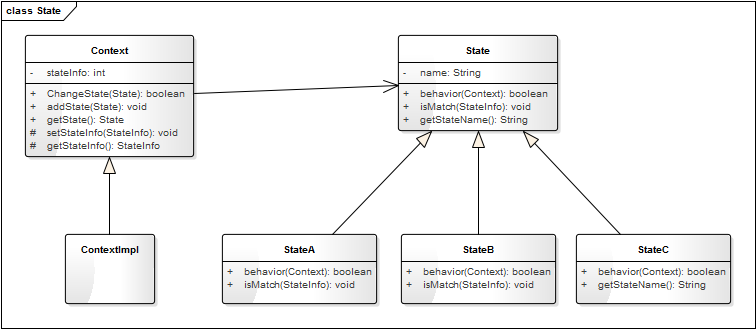 class State
Context
- stateInfo: int
+ ChangeState(State): boolean
+ addState(State): void
+ getState(): State
# setStateInfo(StateInfo): void
# getStateInfo(): StateInfo
State
- name: String
+ behavior(Context): boolean
+ isMatch(StateInfo): void
+ getStateName(): String
ContextImpl
StateA
+ behavior(Context): boolean
+ isMatch(StateInfo): void
StateB
+ behavior(Context): boolean
+ isMatch(StateInfo): void
StateC
+ behavior(Context): boolean
+ getStateName(): String